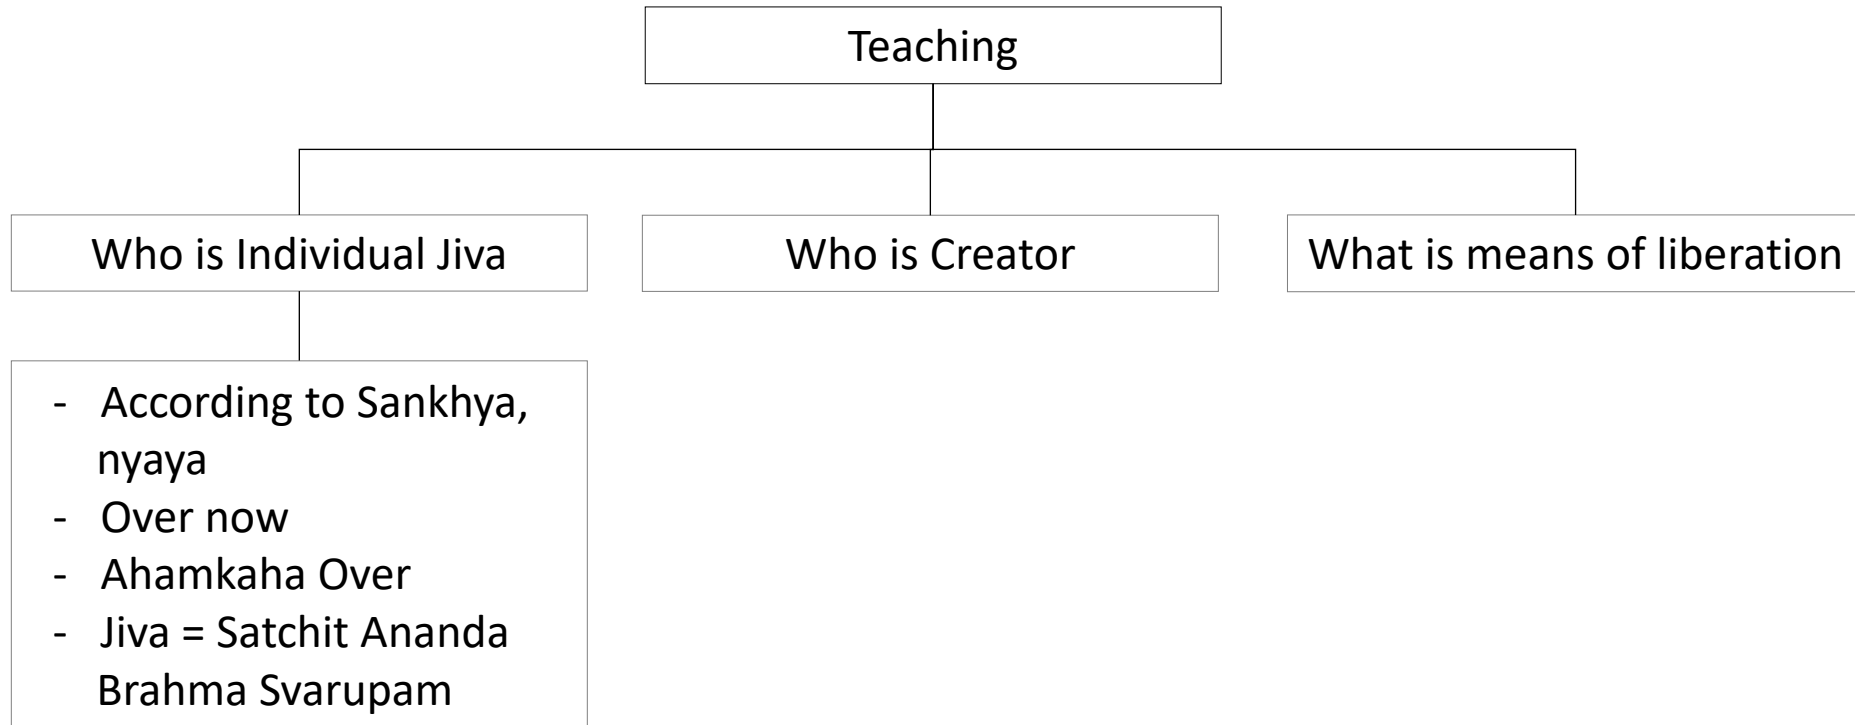 Teaching
Who is Individual Jiva
Who is Creator
What is means of liberation
- According to Sankhya,
nyaya
- Over now
- Ahamkaha Over
- Jiva = Satchit Ananda
Brahma Svarupam